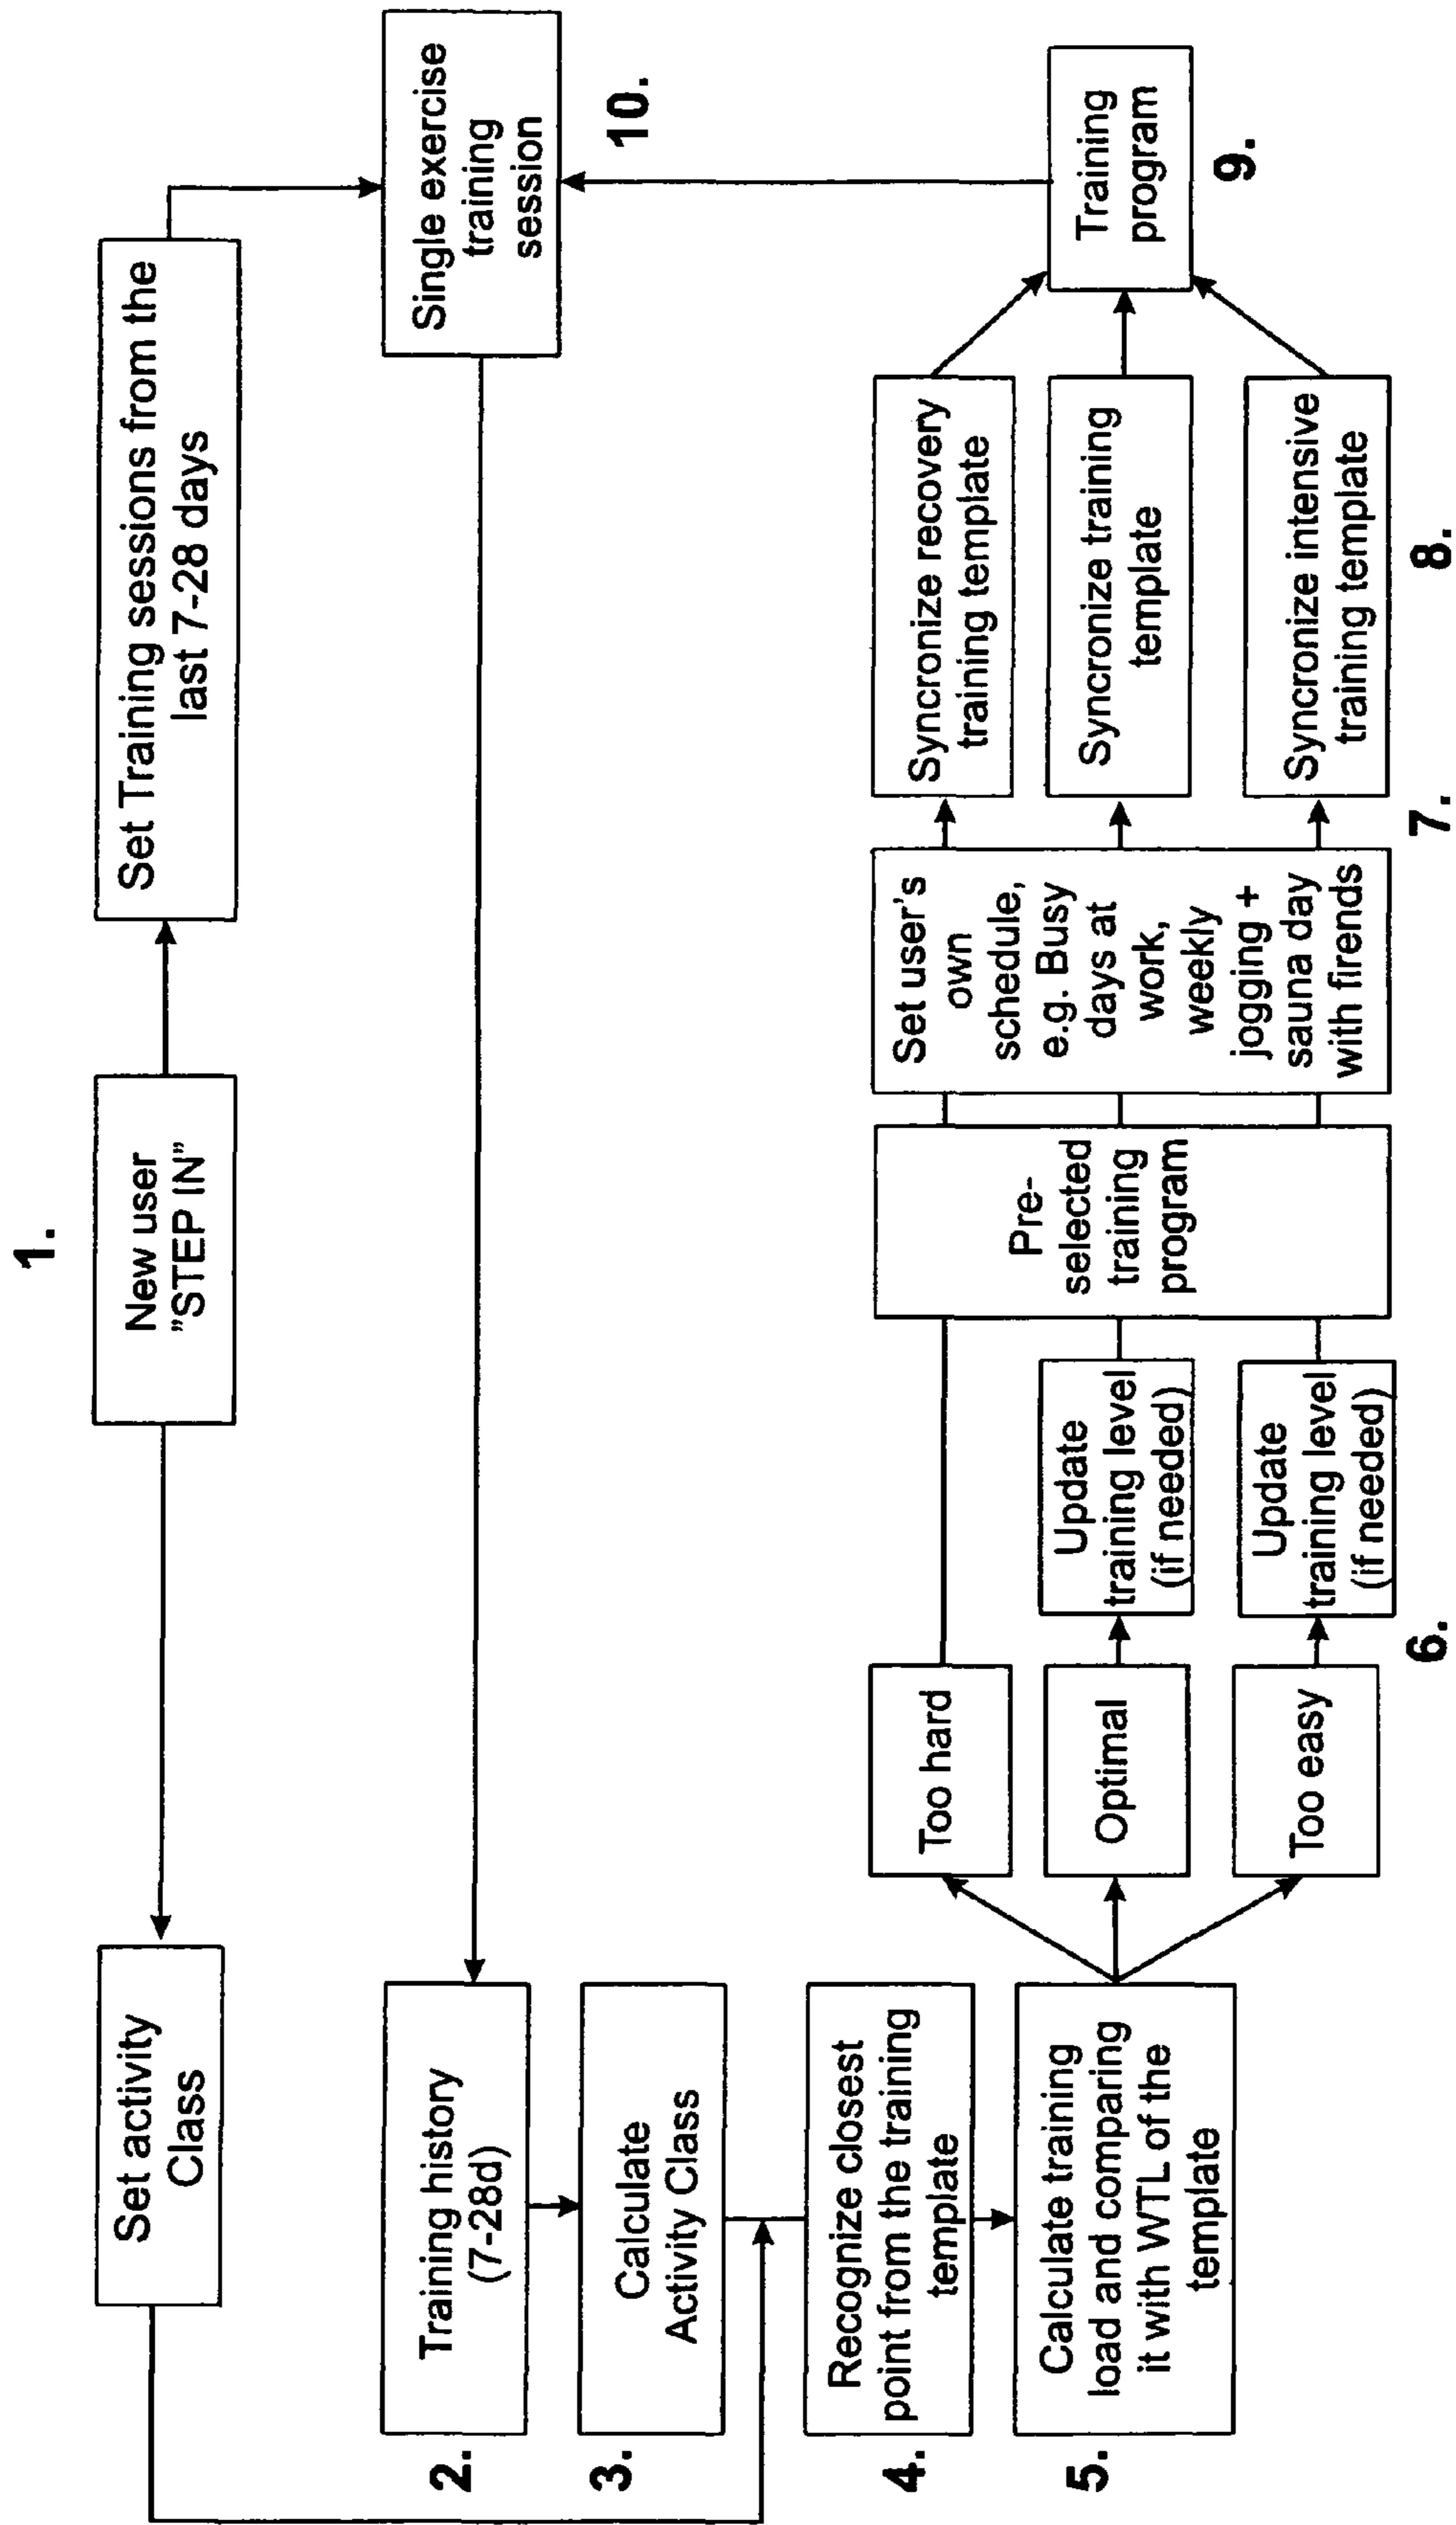 1.
New user
”STEP IN”
Set activity
Class
Set Training sessions from the
last 7-28 days
2.
Training history
(7-28d)
Single exercise
training
session
10.
3.
Calculate
Activity Class
4.
Recognize closest
point from the training
template
5.
Calculate training
load and comparing
it with WTL of the
template
Too hard
Optimal
Too easy
6.
Update
training level
(if needed)
Update
training level
(if needed)
Pre-
selected
training
program
Set user's
own
schedule,
e.g. Busy
days at
work,
weekly
jogging +
sauna day
with firends
7.
Syncronize recovery
training template
Syncronize training
template
Syncronize intensive
training template
8.
Training
program
9.